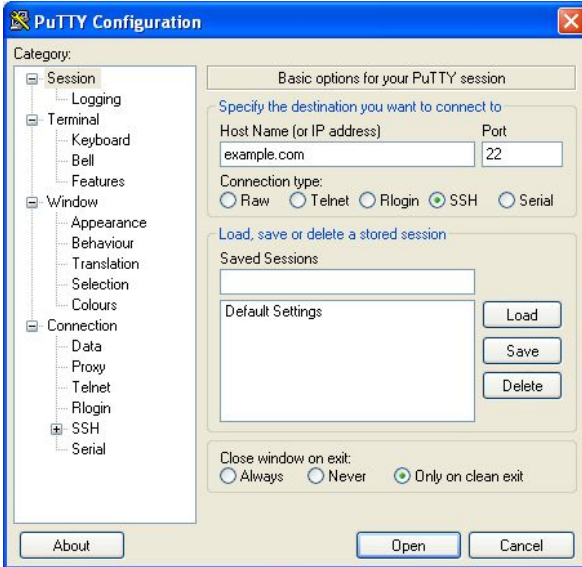 PuTTY Configuration
Category:
Session
Logging
Terminal
Keyboard
Bell
Features
Window
Appearance
Behaviour
Translation
Selection
Colours
Connection
Data
Proxy
Telnet
Rlogin
SSH
Serial
Basic options for your PuTTY session
Specify the destination you want to connect to
Host Name (or IP address) Port
example.com 22
Connection type:
Raw Telnet Rlogin SSH Serial
Load, save or delete a stored session
Saved Sessions
Default Settings
Load
Save
Delete
Close window on exit:
Always Never Only on clean exit
About Open Cancel